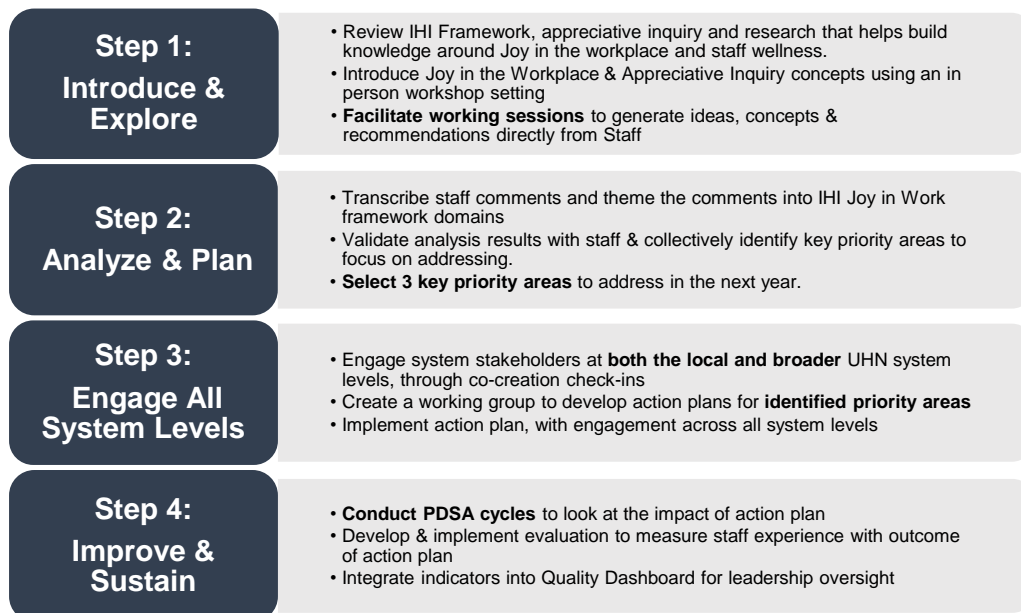 Step 1:
Introduce &
Explore
• Review IHI Framework, appreciative inquiry and research that helps build
knowledge around Joy in the workplace and staff wellness.
• Introduce Joy in the Workplace & Appreciative Inquiry concepts using an in
person workshop setting
• Facilitate working sessions to generate ideas, concepts &
recommendations directly from Staff
Step 2:
Analyze & Plan
• Transcribe staff comments and theme the comments into IHI Joy in Work
framework domains
• Validate analysis results with staff & collectively identify key priority areas to
focus on addressing.
• Select 3 key priority areas to address in the next year.
Step 3:
Engage All
System Levels
• Engage system stakeholders at both the local and broader UHN system
levels, through co-creation check-ins
• Create a working group to develop action plans for identified priority areas
• Implement action plan, with engagement across all system levels
Step 4:
Improve &
Sustain
• Conduct PDSA cycles to look at the impact of action plan
• Develop & implement evaluation to measure staff experience with outcome
of action plan
• Integrate indicators into Quality Dashboard for leadership oversight